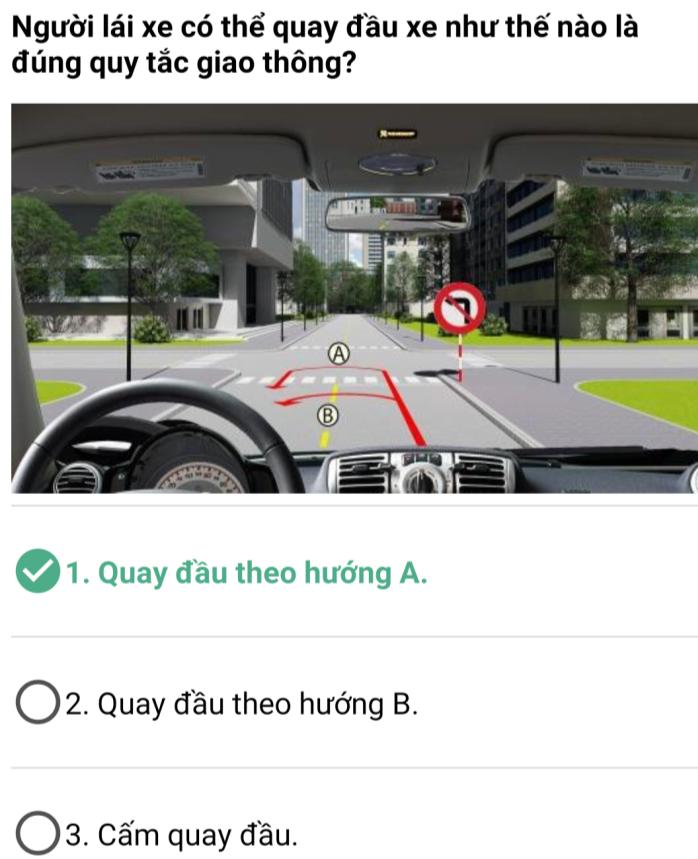 Người lái xe có thể quay đầu xe như thế nào là
đúng quy tắc giao thông?
A
B
1. Quay đầu theo hướng A.
2. Quay đầu theo hướng B.
3. Cấm quay đầu.